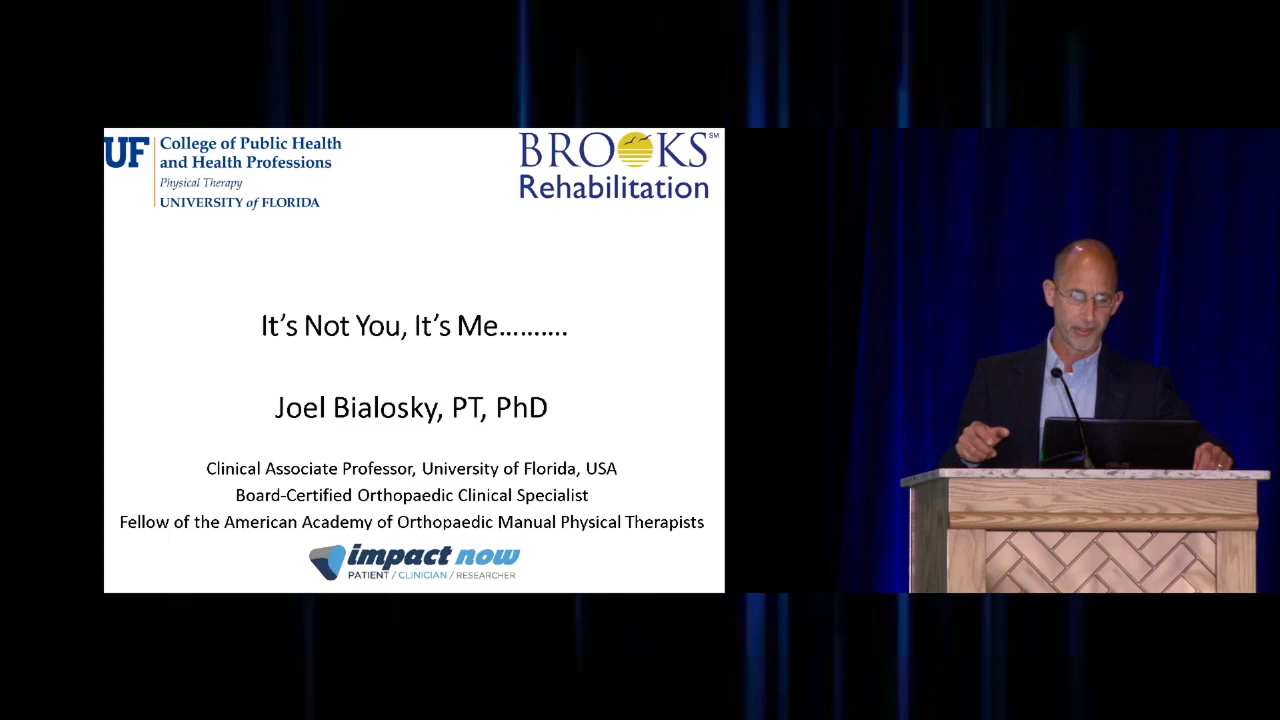 UF
College of Public Health
and Health Professions
Physical Therapy
UNIVERSITY of FLORIDA
BROOKS℠
Rehabilitation
It's Not You, It's Me……….
Joel Bialosky, PT, PhD
Clinical Associate Professor, University of Florida, USA
Board-Certified Orthopaedic Clinical Specialist
Fellow of the American Academy of Orthopaedic Manual Physical Therapists
impact now
PATIENT / CLINICIAN / RESEARCHER